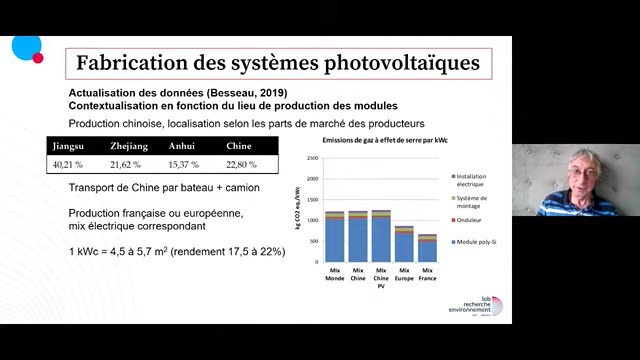 Fabrication des systèmes photovoltaïques
Actualisation des données (Besseau, 2019)
Contextualisation en fonction du lieu de production des modules
Production chinoise, localisation selon les parts de marché des producteurs
Jiangsu Zhejiang Anhui Chine
40,21 % 21,62 % 15,37 % 22,80 %
Transport de Chine par bateau + camion
Production française ou européenne,
mix électrique correspondant
1 kWc = 4,5 à 5,7 m² (rendement 17,5 à 22%)
Emissions de gaz à effet de serre par kWc
kg CO2 eq./kWc
2500
2000
1500
1000
500
0
Mix Monde
Mix Chine
Mix Chine PV
Mix Europe
Mix France
Installation électrique
Système de montage
Onduleur
Module poly-Si
lab
recherche
environnement